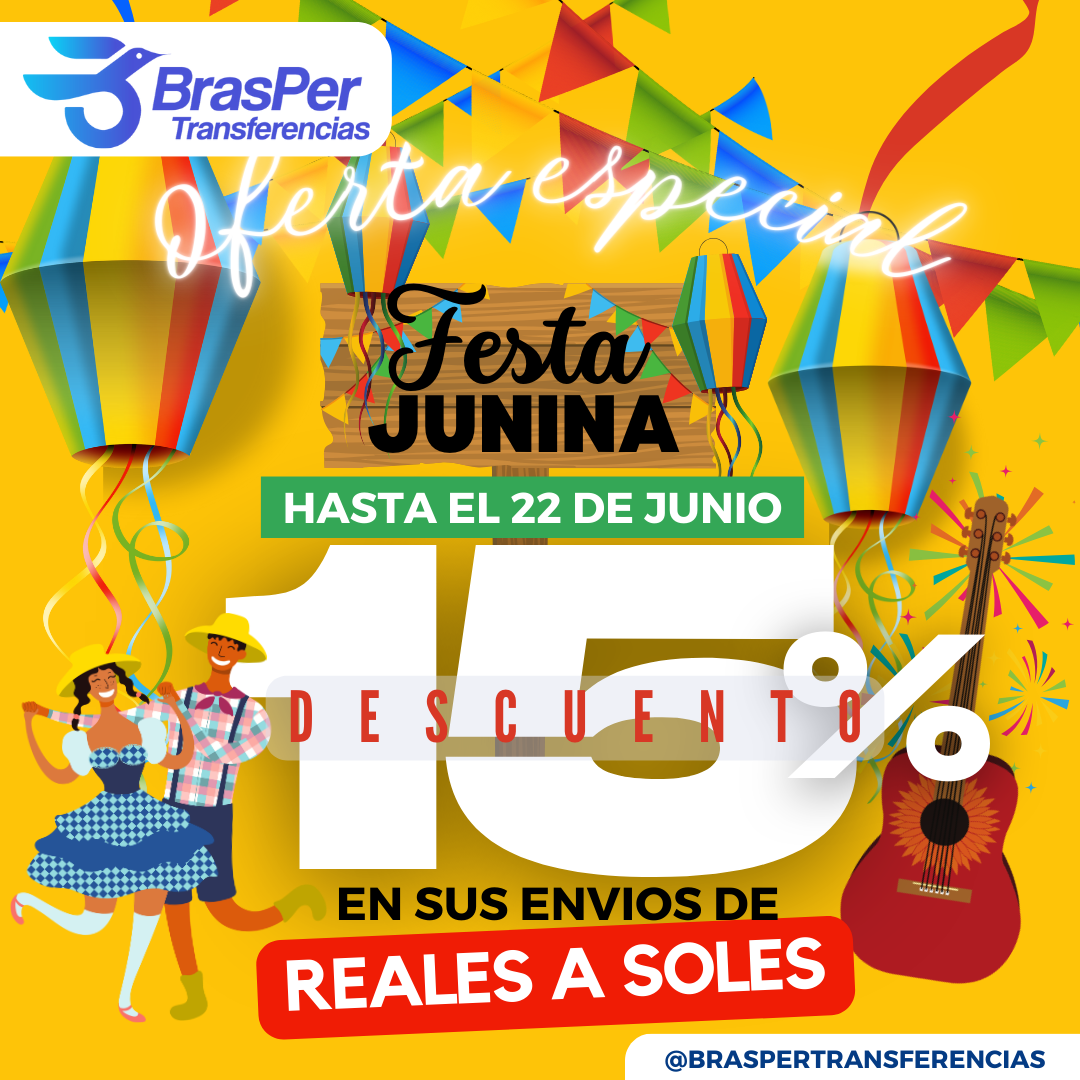 BrasPer
Transferencias
Oferta especial
Festa
JUNINA
HASTA EL 22 DE JUNIO
15%
DESCUENTO
EN SUS ENVIOS DE
REALES A SOLES
@BRASPERTRANSFERENCIAS